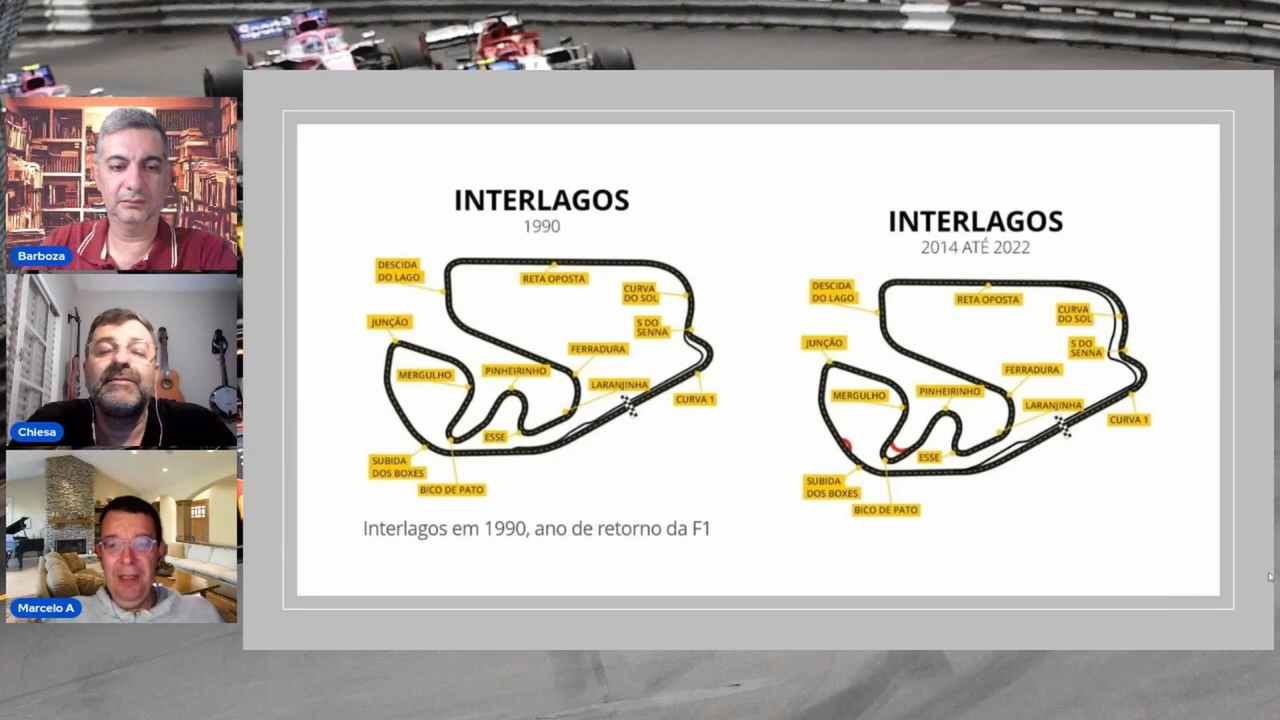 Barboza
Chiesa
Marcelo A
INTERLAGOS
1990
DESCIDA
DO LAGO
RETA OPOSTA
CURVA
DO SOL
S DO
SENNA
JUNÇÃO
FERRADURA
MERGULHO
PINHEIRINHO
LARANJINHA
CURVA 1
ESSE
SUBIDA
DOS BOXES
BICO DE PATO
Interlagos em 1990, ano de retorno da F1
INTERLAGOS
2014 ATÉ 2022
DESCIDA
DO LAGO
RETA OPOSTA
CURVA
DO SOL
S DO
SENNA
JUNÇÃO
FERRADURA
MERGULHO
PINHEIRINHO
LARANJINHA
CURVA 1
ESSE
SUBIDA
DOS BOXES
BICO DE PATO